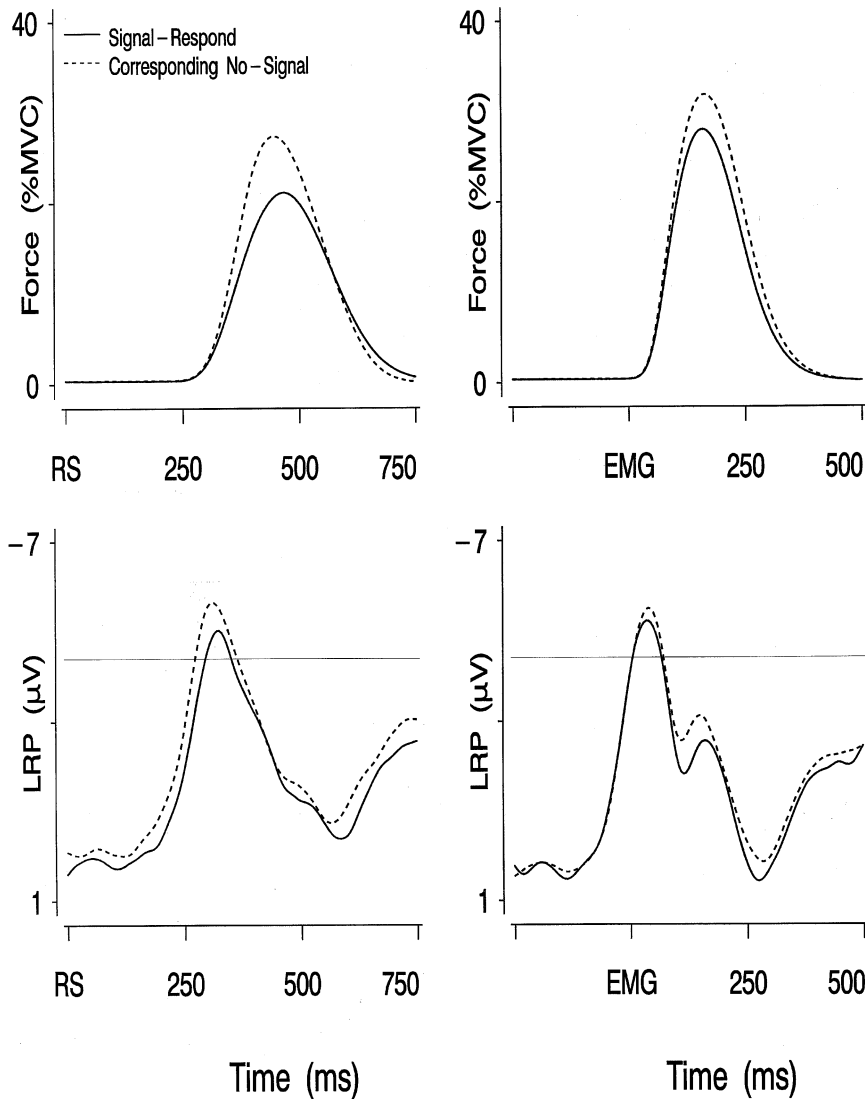 40
Signal–Respond
Corresponding No–Signal
Force (%MVC)
0
RS 250 500 750
40
Force (%MVC)
0
EMG 250 500
−7
LRP (µV)
1
RS 250 500 750
Time (ms)
−7
LRP (µV)
1
EMG 250 500
Time (ms)